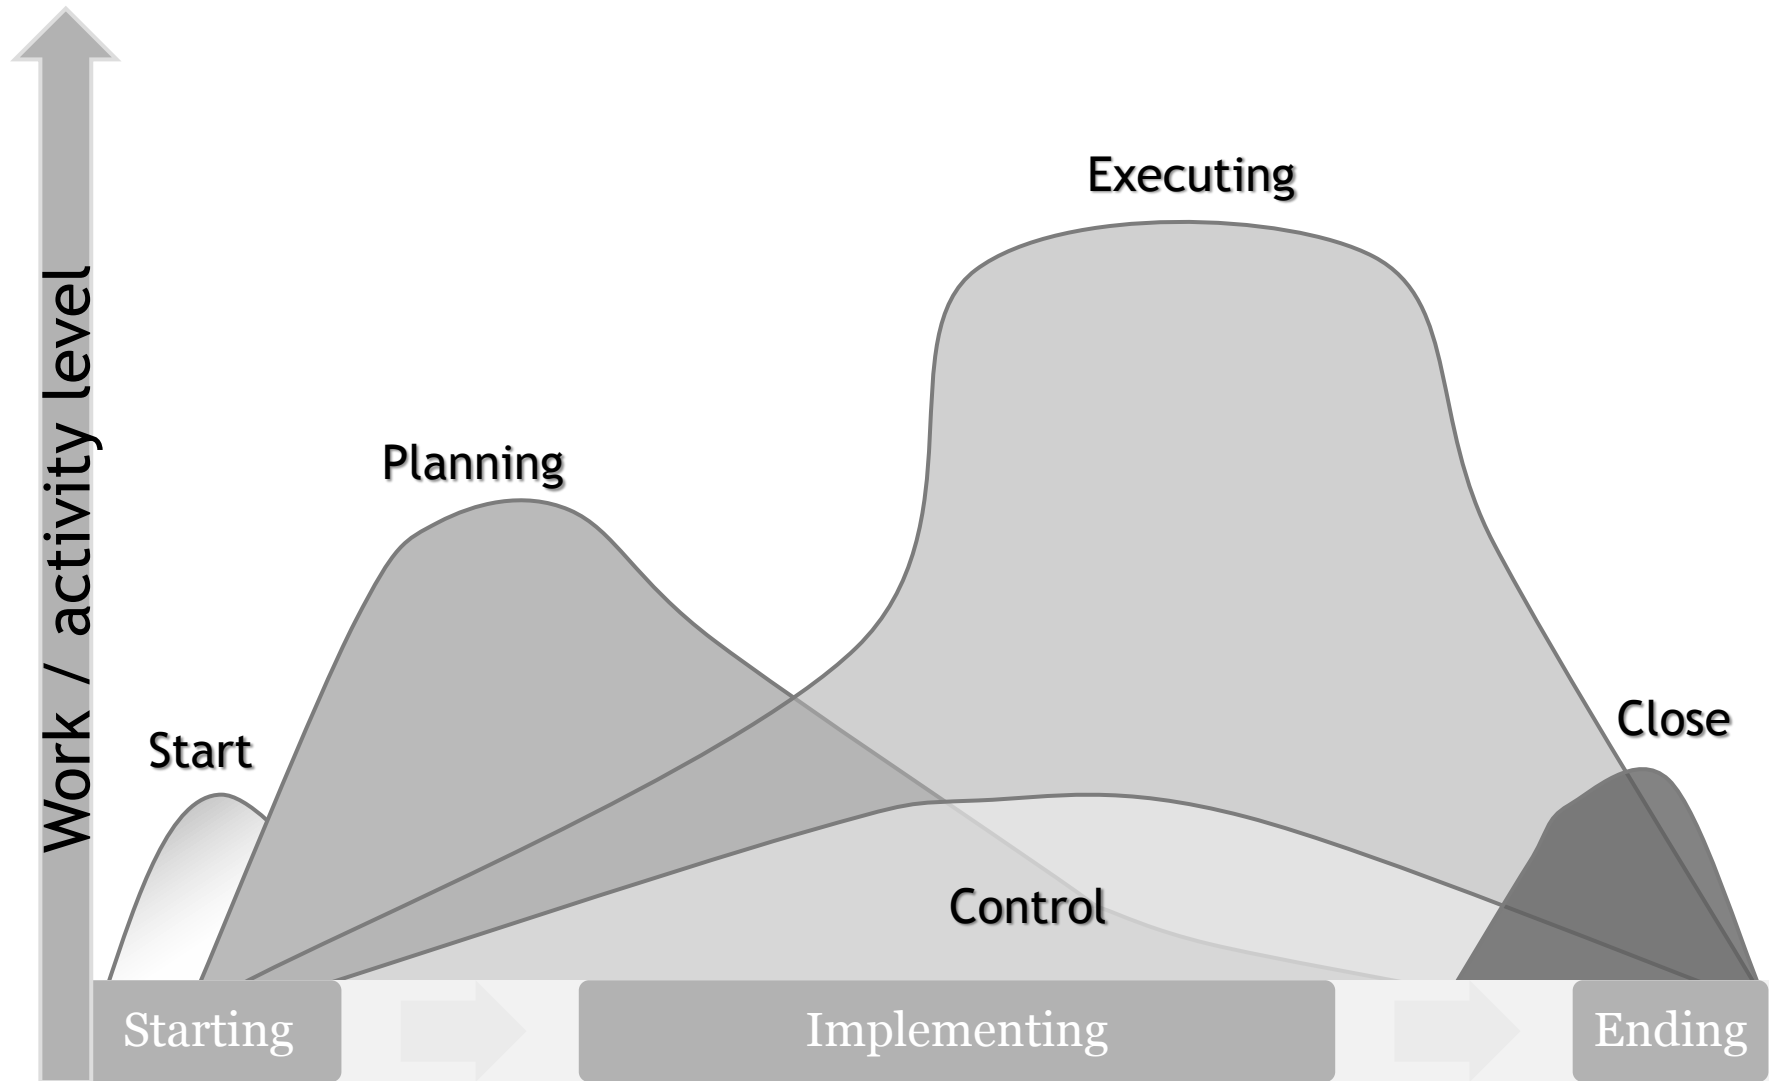 Work / activity level
Executing
Planning
Start
Close
Control
Starting
Implementing
Ending